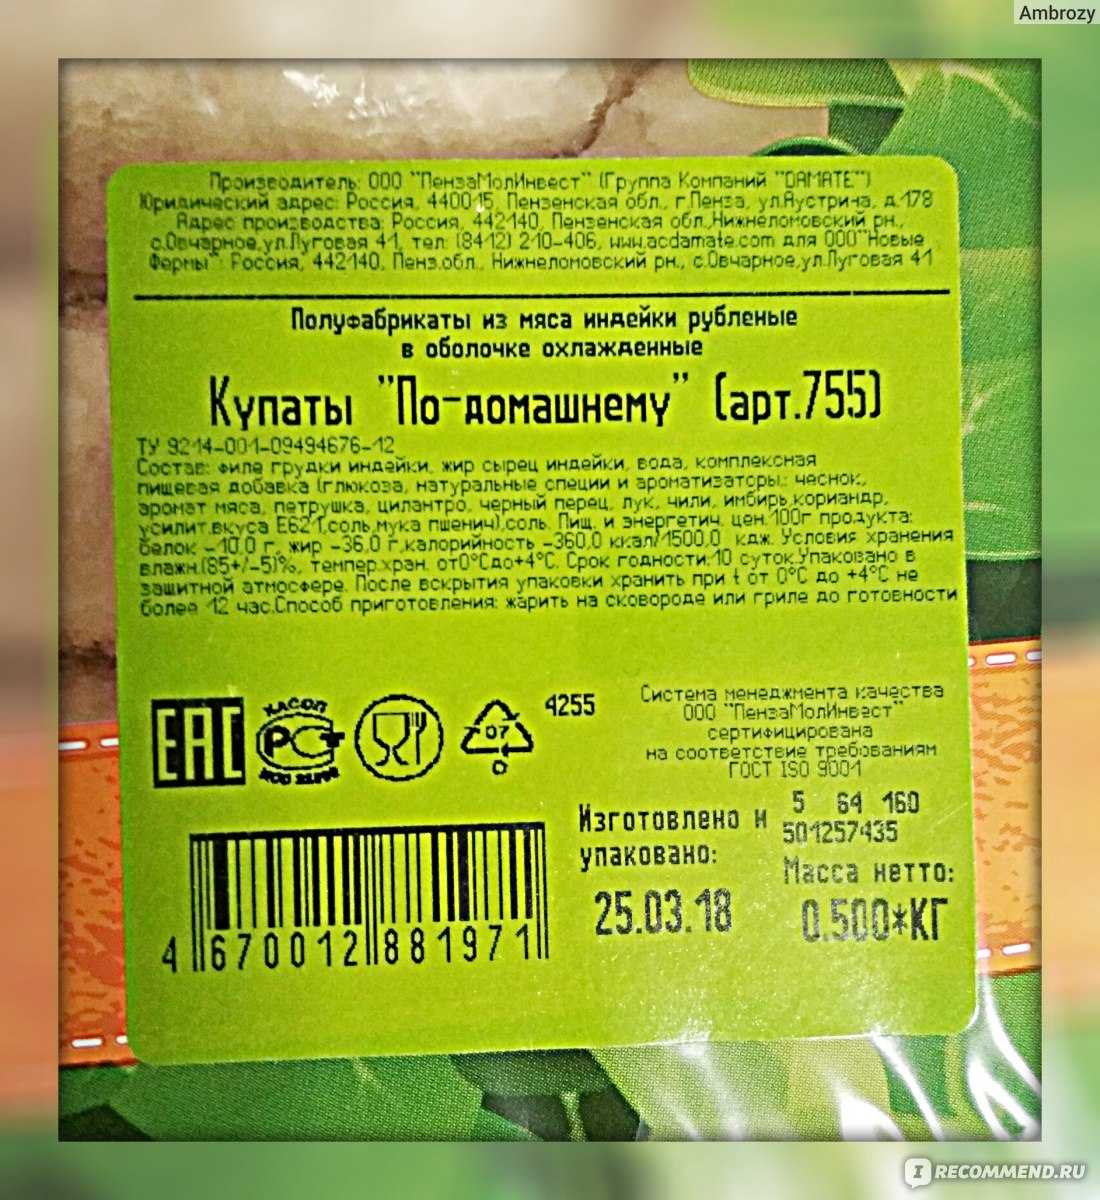 Ambrozy
Производитель: ООО "ПензаМолИнвест" (Группа Компаний "DAMATE")
Юридический адрес: Россия, 440015, Пензенская обл., г.Пенза, ул.Аустрина, д.178
Адрес производства: Россия, 442140, Пензенская обл.,Нижнеломовский рн.,
с.Овчарное,ул.Луговая 41, тел: (8412) 210-406, www.acdamate.com для ООО"Новые
Фермы": Россия, 442140, Пенз.обл., Нижнеломовский рн., с.Овчарное,ул.Луговая 41
Полуфабрикаты из мяса индейки рубленые
в оболочке охлажденные
Купаты "По-домашнему" (арт.755)
ТУ 9214-001-09494676-12
Состав: филе грудки индейки, жир сырец индейки, вода, комплексная
пищевая добавка (глюкоза, натуральные специи и ароматизаторы: чеснок,
аромат мяса, петрушка, цилантро, черный перец, лук, чили, имбирь,кориандр,
усилит.вкуса Е621,соль,мука пшенич),соль. Пищ. и энергетич. цен.100г продукта:
белок -10,0 г, жир -36,0 г,калорийность -360,0 ккал/1500,0 кдж. Условия хранения
влажн.(85+/-5)%, темпер.хран. от0°Сдо+4°С. Срок годности:10 суток.Упаковано в
защитной атмосфере. После вскрытия упаковки хранить при t от 0°С до +4°С не
более 12 час.Способ приготовления: жарить на сковороде или гриле до готовности
ЕАС
КАСОП
РС
07
4255
Система менеджмента качества
ООО "ПензаМолИнвест"
сертифицирована
на соответствие требованиям
ГОСТ ISO 9001
Изготовлено и
упаковано:
25.03.18
5 64 160
501257435
Масса нетто:
0.500*КГ
4 670012 881971
IRECOMMEND.RU